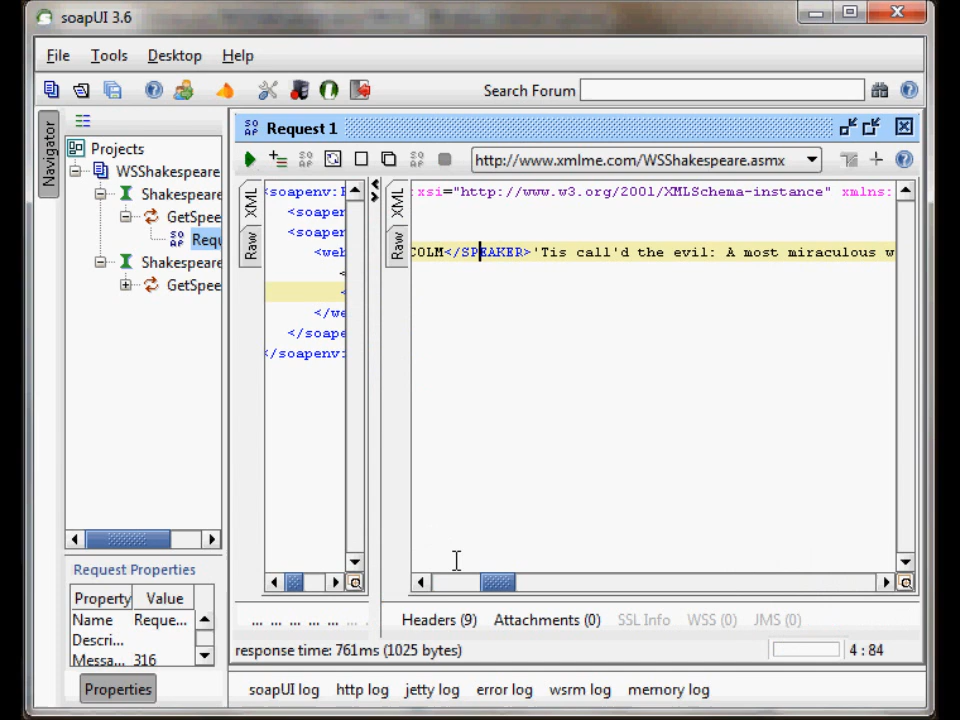 soapUI 3.6
File Tools Desktop Help
Search Forum
Navigator
Projects
WSShakespeare
Shakespeare
GetSpee
Requ
Shakespeare
GetSpee
Request Properties
Property Value
Name Reque...
Descri...
Messa... 316
Properties
SO AP Request 1
http://www.xmlme.com/WSShakespeare.asmx
XML
Raw
<soapenv:
<soapen
<soapen
<web
<
<
</we
</soape
</soapenv:
... ... ... ... ...
XML
Raw
xsi="http://www.w3.org/2001/XMLSchema-instance" xmlns:
COLM</SPEAKER>'Tis call'd the evil: A most miraculous w
Headers (9) Attachments (0) SSL Info WSS (0) JMS (0)
response time: 761ms (1025 bytes)
4 : 84
soapUI log http log jetty log error log wsrm log memory log